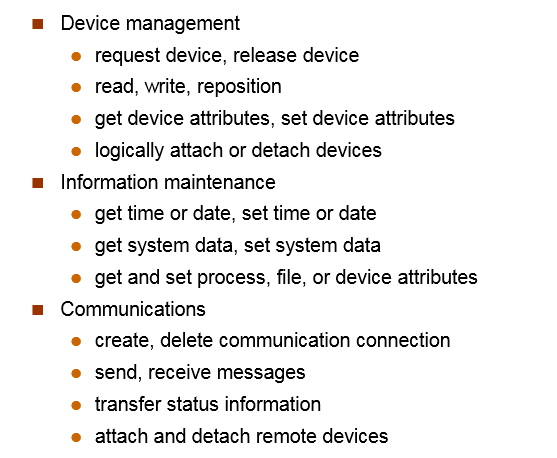 Device management
request device, release device
read, write, reposition
get device attributes, set device attributes
logically attach or detach devices
Information maintenance
get time or date, set time or date
get system data, set system data
get and set process, file, or device attributes
Communications
create, delete communication connection
send, receive messages
transfer status information
attach and detach remote devices